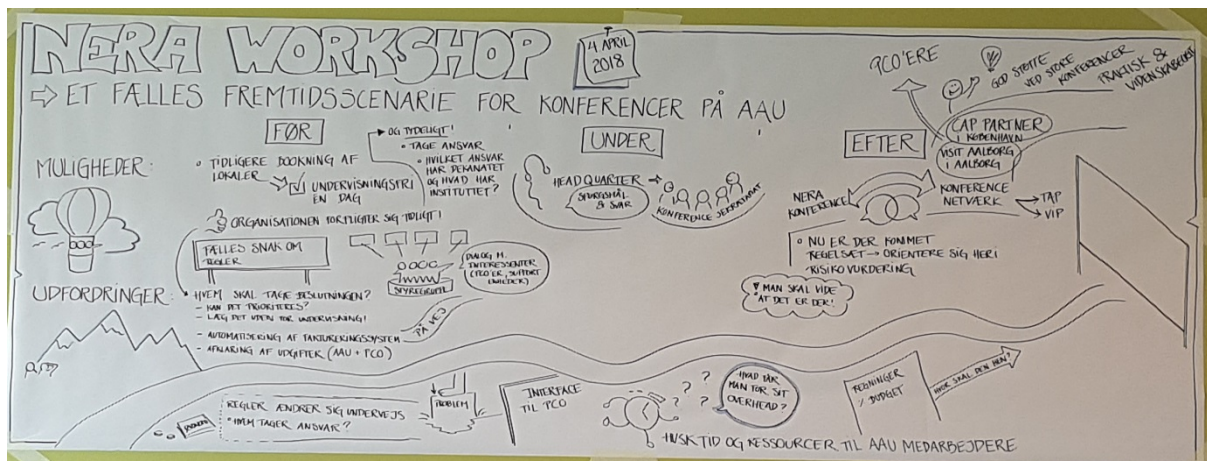 NERA WORKSHOP
4 APRIL
2018
⇒ ET FÆLLES FREMTIDSSCENARIE FOR KONFERENCER PÅ AAU
FØR
UNDER
EFTER
MULIGHEDER:
• TIDLIGERE BOOKNING AF
LOKALER
UNDERVISNINGSFRI
EN DAG
OG TYDELIGT!
• TAGE ANSVAR
• HVILKET ANSVAR
HAR DEKANATET
OG HVAD HAR
INSTITUTTET?
ORGANISATIONEN FORPLIGTER SIG TIDLIGT!
FÆLLES SNAK OM
REGLER
STYREGRUPPE
DIALOG M.
INTERESSENTER
(PCO'ER, SUPPORT
ENHEDER)
PÅ VEJ
UDFORDRINGER:
• HVEM SKAL TAGE BESLUTNINGEN?
- KAN DET PRIORITERES?
- LÆG DET UDEN FOR UNDERVISNING!
- AUTOMATISERING AF FAKTURERINGSSYSTEM
- AFKLARING AF UDGIFTER (AAU + PCO)
HEADQUARTER
SPØRGSMÅL
& SVAR
KONFERENCE SEKRETARIAT
PCO'ERE
GOD STØTTE
VED STORE
KONFERENCER
PRAKTISK &
VIDENSKABELIGT
CAP PARTNER
I KØBENHAVN
VISIT AALBORG
I AALBORG
NERA
KONFERENCE
KONFERENCE
NETVÆRK
TAP
VIP
• NU ER DER KOMMET
REGELSÆT → ORIENTERE SIG HERI
- RISIKOVURDERING
! MAN SKAL VIDE
AT DET ER DER!
REGLER ÆNDRER SIG UNDERVEJS
• HVEM TAGER ANSVAR?
PROBLEM
INTERFACE
TIL PCO
? ? ? ?
HVAD FÅR
MAN FOR SIT
OVERHEAD?
REGNINGER
% BUDGET
HVOR SKAL DEN HEN?
HUSK TID OG RESSOURCER TIL AAU MEDARBEJDERE